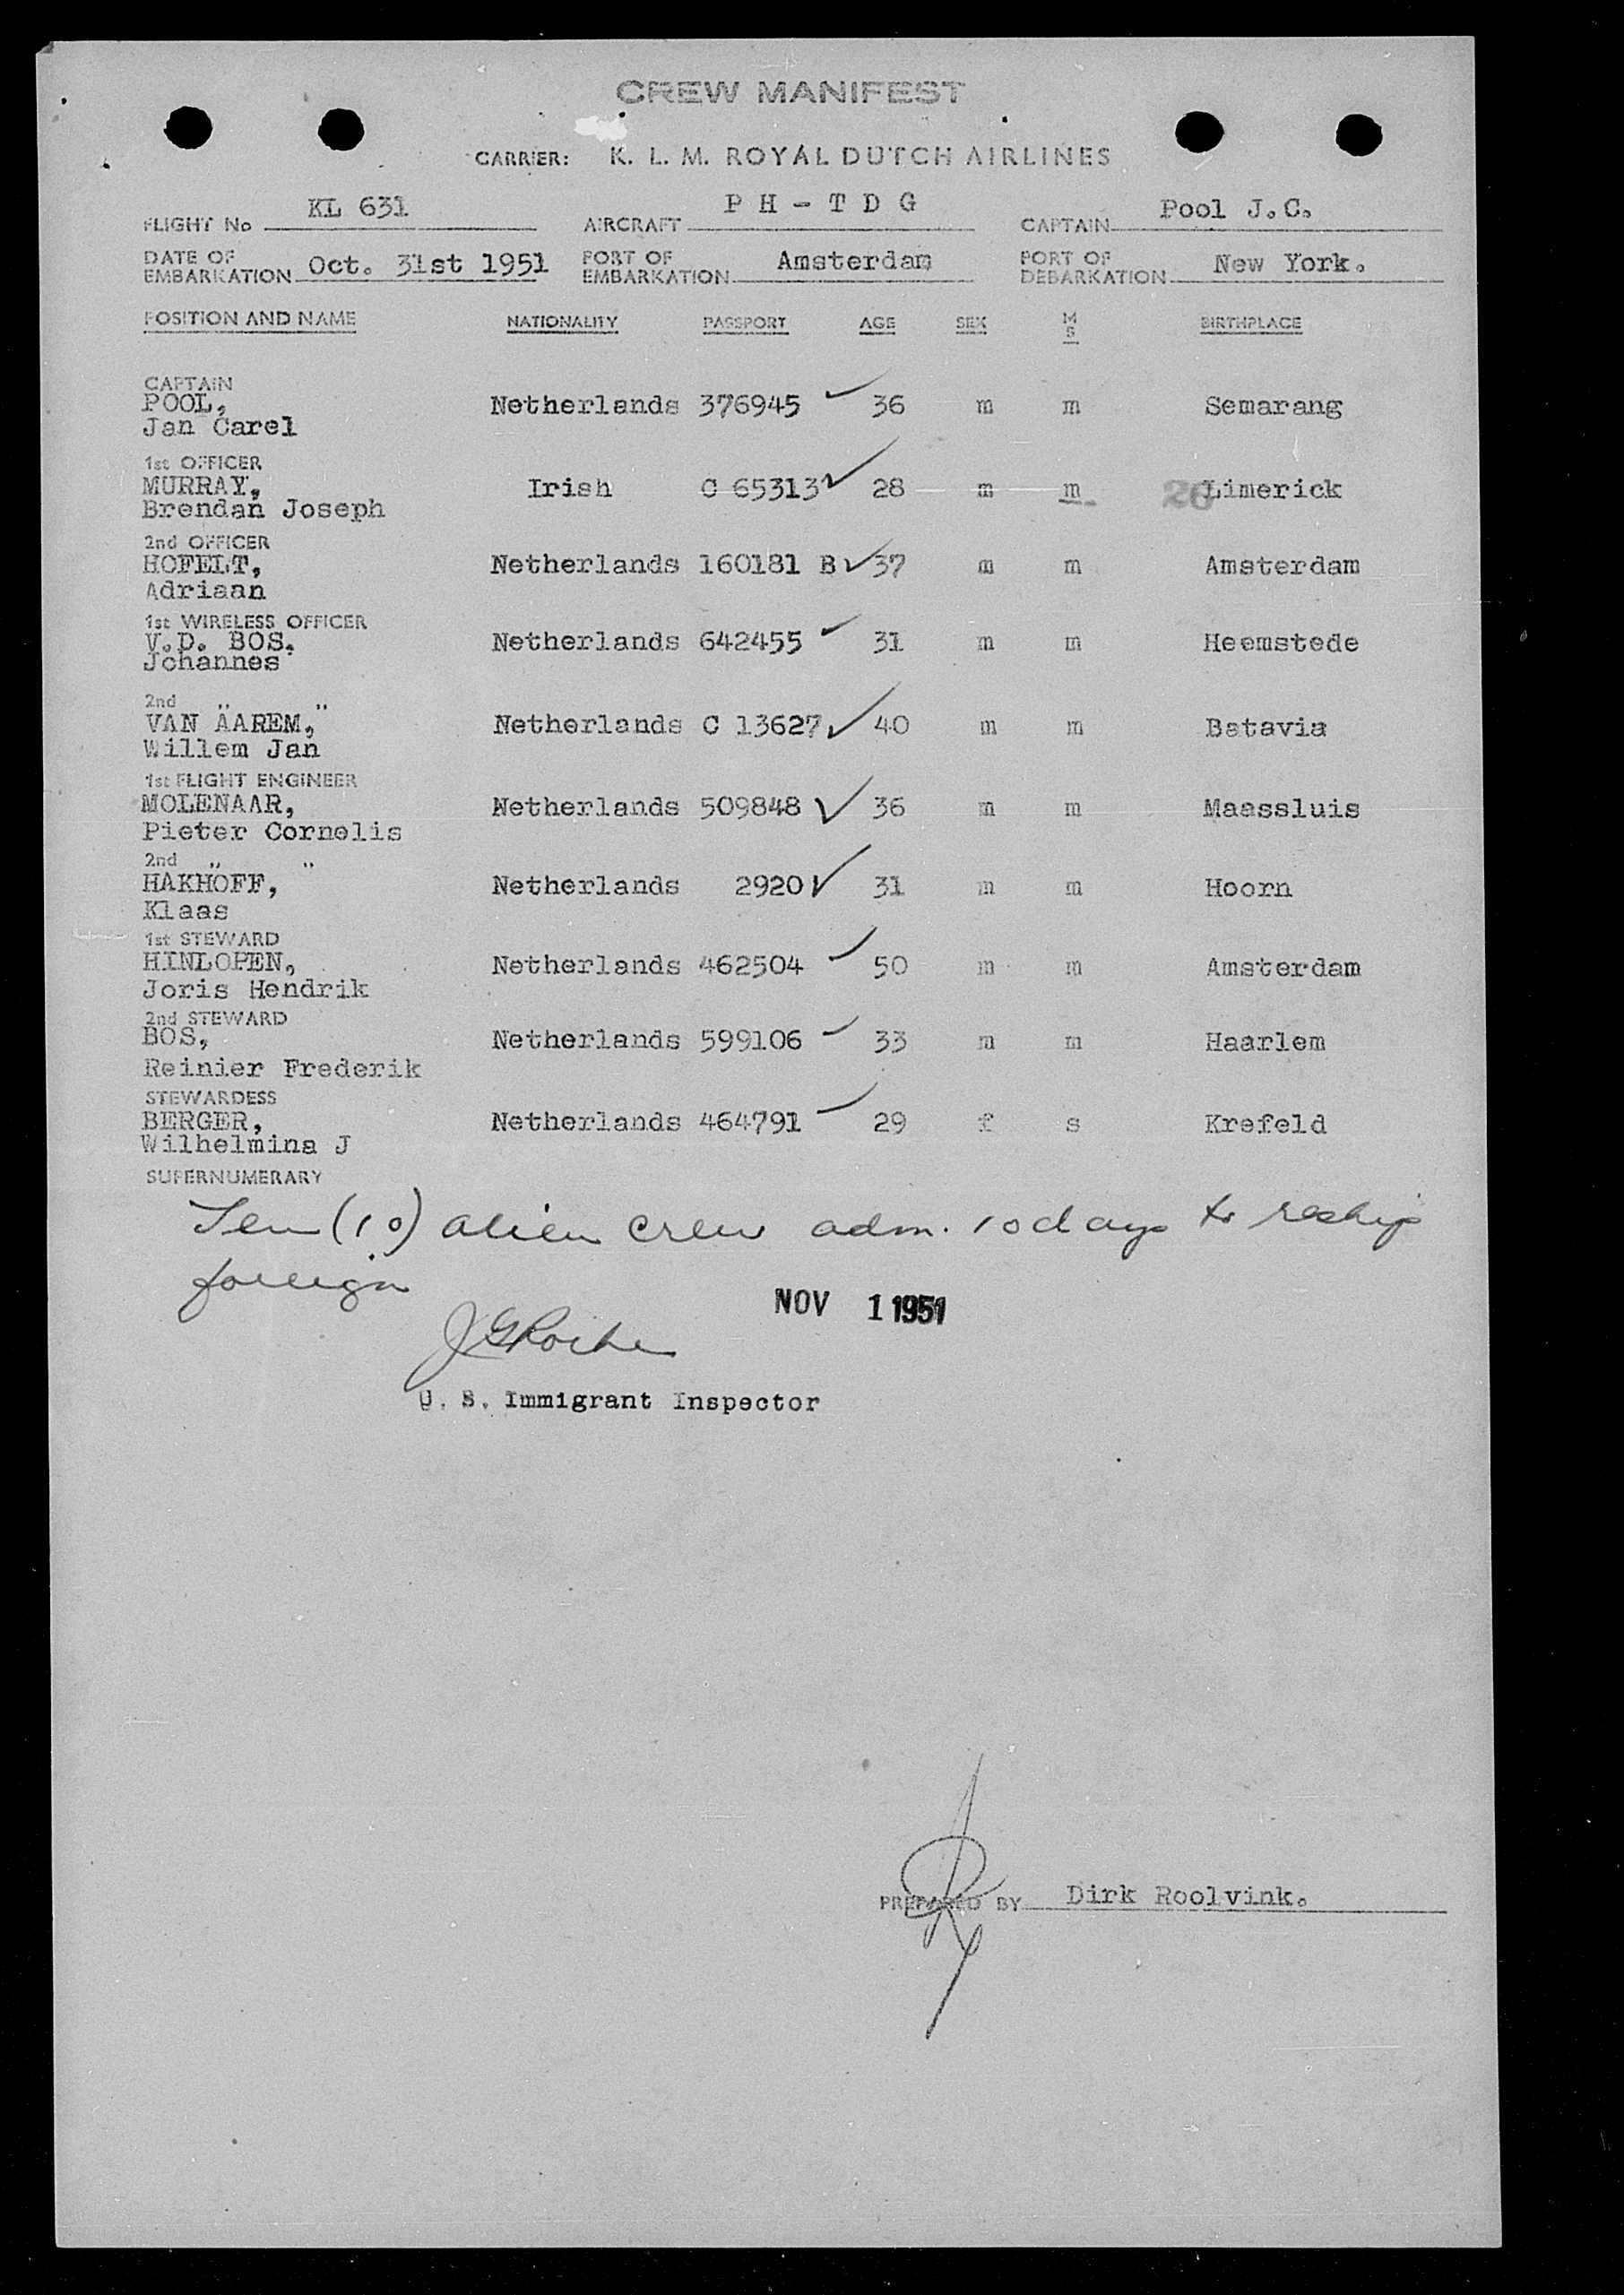 CREW MANIFEST
CARRIER: K. L. M. ROYAL DUTCH AIRLINES
FLIGHT No KL 631 AIRCRAFT PH-TDG CAPTAIN Pool J.C.
DATE OF EMBARKATION Oct. 31st 1951 PORT OF EMBARKATION Amsterdam PORT OF DEBARKATION New York.
POSITION AND NAME NATIONALITY PASSPORT AGE SEX M S BIRTHPLACE
CAPTAIN
POOL, Netherlands 376945 36 m m Semarang
Jan Carel
1st OFFICER
MURRAY, Irish C 65313 28 m m 26 Limerick
Brendan Joseph
2nd OFFICER
HOFELT, Netherlands 160181 B 37 m m Amsterdam
Adriaan
1st WIRELESS OFFICER
V.D. BOS. Netherlands 642455 31 m m Heemstede
Johannes
2nd " "
VAN AAREM, Netherlands C 13627 40 m m Batavia
Willem Jan
1st FLIGHT ENGINEER
MOLENAAR, Netherlands 509848 36 m m Maassluis
Pieter Cornelis
2nd " "
HAKHOFF, Netherlands 2920 31 m m Hoorn
Klaas
1st STEWARD
HINLOPEN, Netherlands 462504 50 m m Amsterdam
Joris Hendrik
2nd STEWARD
BOS, Netherlands 599106 33 m m Haarlem
Reinier Frederik
STEWARDESS
BERGER, Netherlands 464791 29 f s Krefeld
Wilhelmina J
SUPERNUMERARY
Ten (10) alien crew adm. 10 days to reship
foreign
NOV 1 1951
J G Roche
U. S. Immigrant Inspector
PREPARED BY Dirk Roolvink.